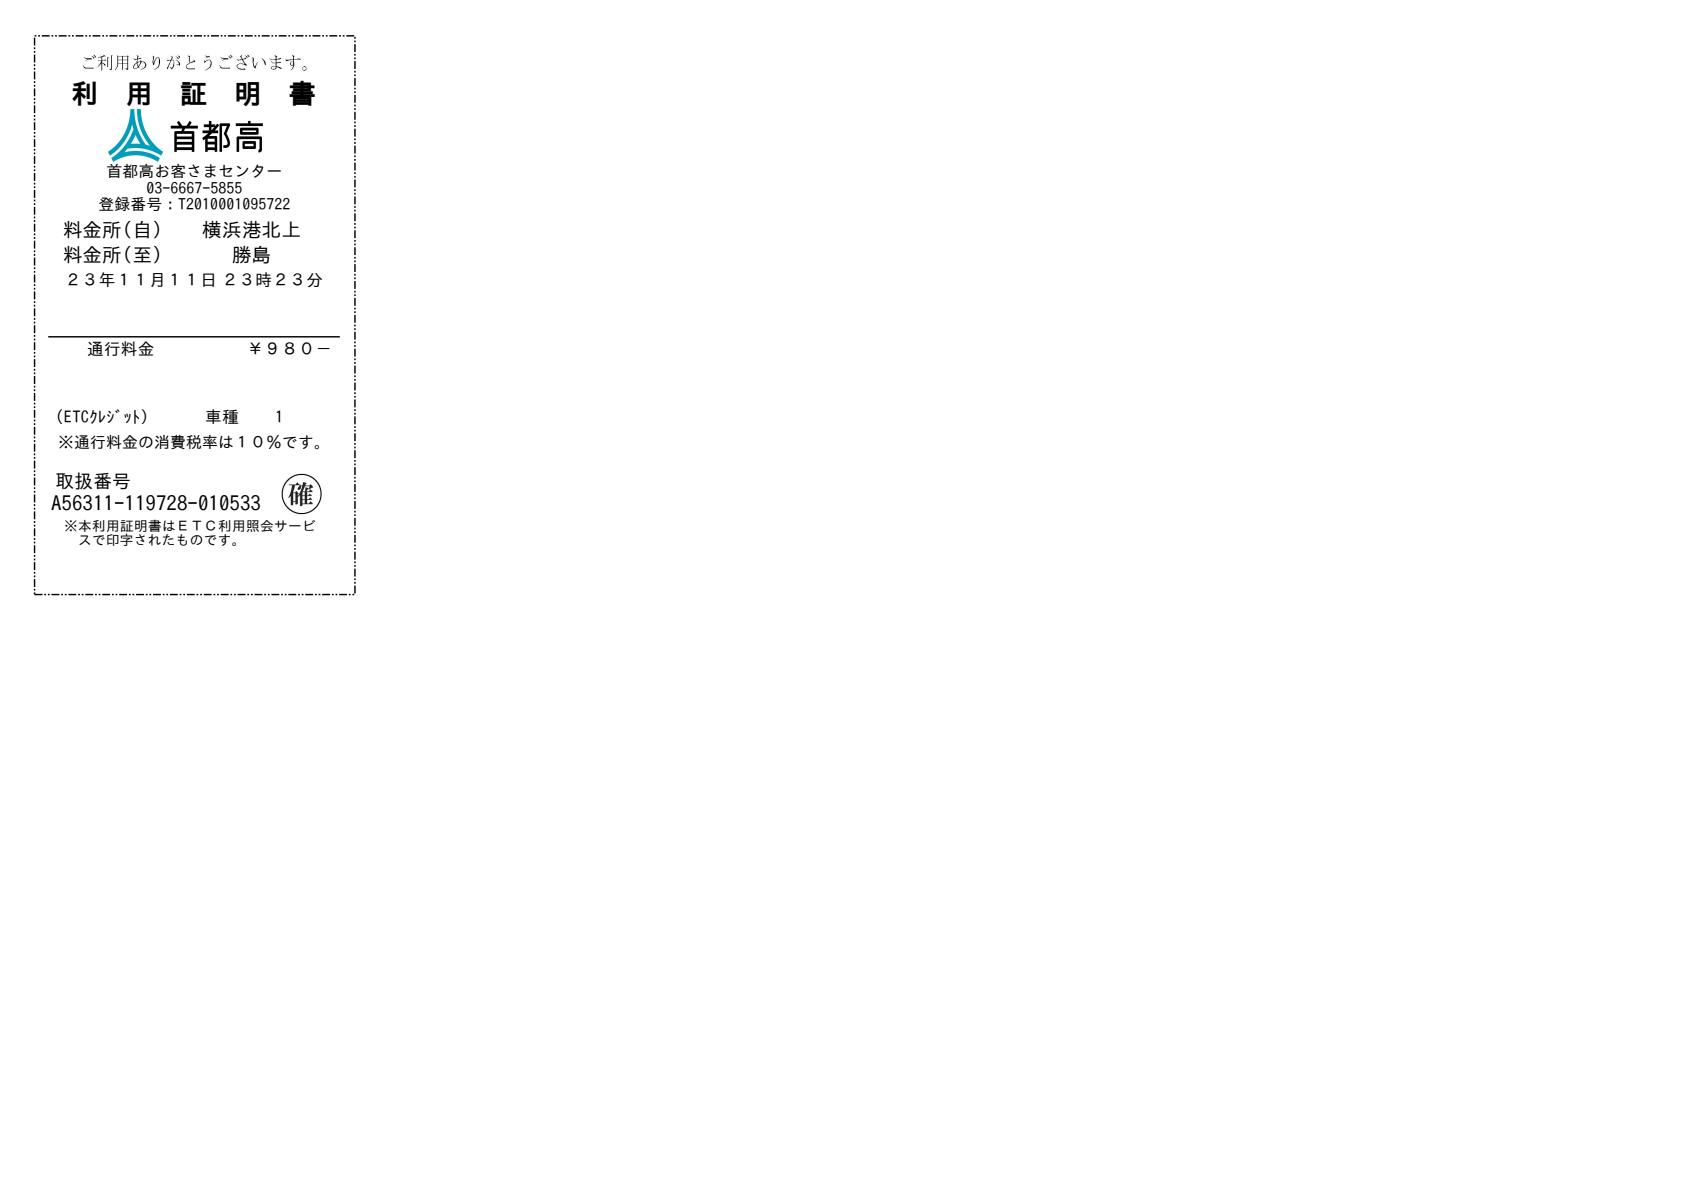 ご利用ありがとうございます。
利用証明書
首都高
首都高お客さまセンター
03-6667-5855
登録番号：T2010001095722
料金所(自)　横浜港北上
料金所(至)　勝島
２３年１１月１１日 ２３時２３分
通行料金　￥９８０－
(ETCｸﾚｼﾞｯﾄ)　車種　1
※通行料金の消費税率は１０％です。
取扱番号
A56311-119728-010533　確
※本利用証明書はＥＴＣ利用照会サービ
スで印字されたものです。